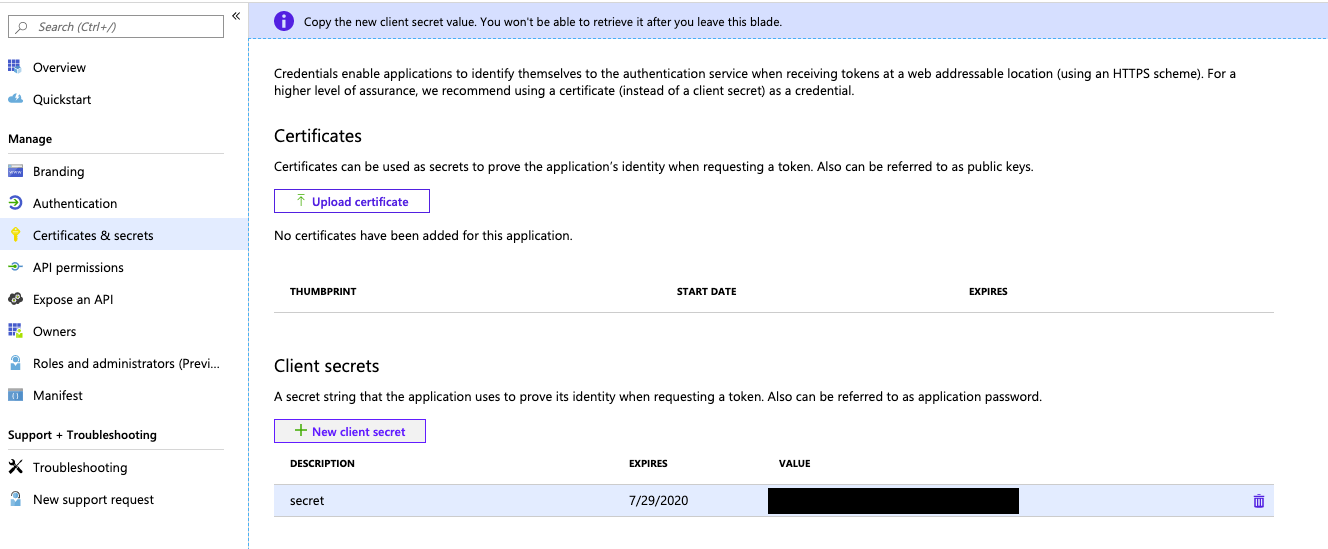 Search (Ctrl+/)
«
Overview
Quickstart
Manage
Branding
Authentication
Certificates & secrets
API permissions
Expose an API
Owners
Roles and administrators (Previ...
Manifest
Support + Troubleshooting
Troubleshooting
New support request
Copy the new client secret value. You won't be able to retrieve it after you leave this blade.
Credentials enable applications to identify themselves to the authentication service when receiving tokens at a web addressable location (using an HTTPS scheme). For a
higher level of assurance, we recommend using a certificate (instead of a client secret) as a credential.
Certificates
Certificates can be used as secrets to prove the application's identity when requesting a token. Also can be referred to as public keys.
Upload certificate
No certificates have been added for this application.
THUMBPRINT START DATE EXPIRES
Client secrets
A secret string that the application uses to prove its identity when requesting a token. Also can be referred to as application password.
New client secret
DESCRIPTION EXPIRES VALUE
secret 7/29/2020